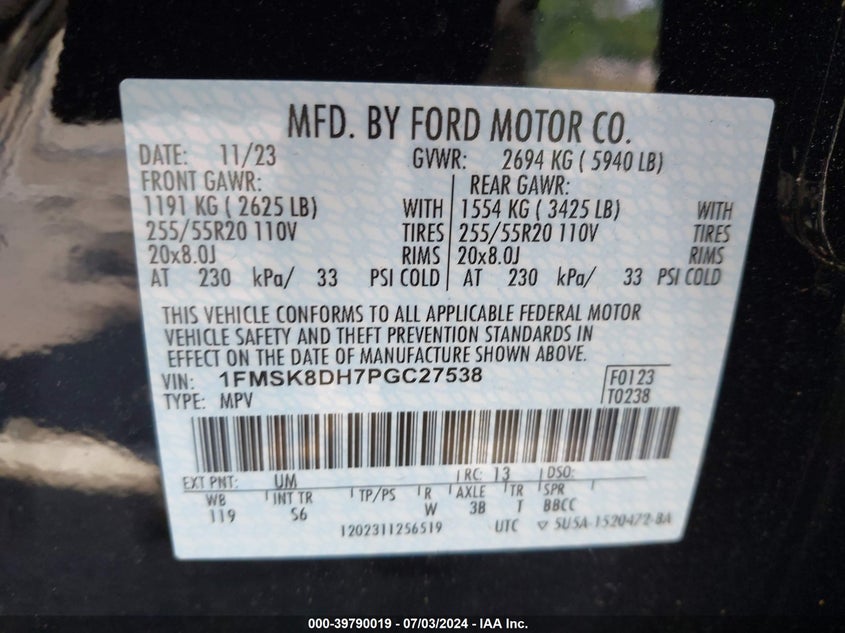 MFD. BY FORD MOTOR CO.
DATE: 11/23 GVWR: 2694 KG ( 5940 LB)
FRONT GAWR: REAR GAWR:
1191 KG ( 2625 LB) WITH 1554 KG ( 3425 LB) WITH
255/55R20 110V TIRES 255/55R20 110V TIRES
20x8.0J RIMS 20x8.0J RIMS
AT 230 kPa/ 33 PSI COLD AT 230 kPa/ 33 PSI COLD
THIS VEHICLE CONFORMS TO ALL APPLICABLE FEDERAL MOTOR
VEHICLE SAFETY AND THEFT PREVENTION STANDARDS IN
EFFECT ON THE DATE OF MANUFACTURE SHOWN ABOVE.
VIN: 1FMSK8DH7PGC27538 F0123
TYPE: MPV T0238
EXT PNT: UM RC: 13 DSO:
WB INT TR TP/PS R AXLE TR SPR
119 S6 W 3B T BBCC
1202311256519 UTC ▽ 5U5A-1520472-BA
000-39790019 - 07/03/2024 - IAA Inc.